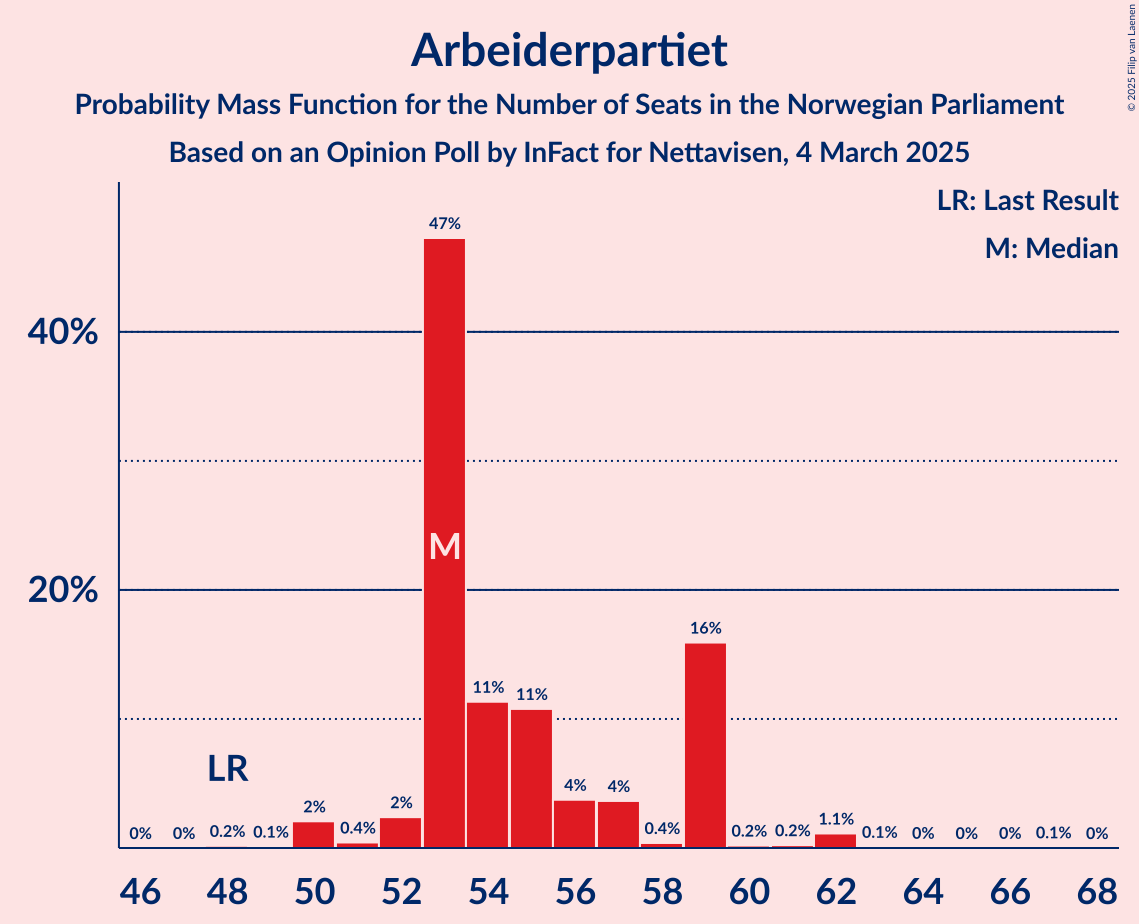 © 2025 Filip van Laenen
Arbeiderpartiet
Probability Mass Function for the Number of Seats in the Norwegian Parliament
Based on an Opinion Poll by InFact for Nettavisen, 4 March 2025
LR: Last Result
M: Median
47%
40%
M
20%
16%
11%
11%
LR
4%
4%
2%
2%
1.1%
0%
0%
0.2%
0.1%
0.4%
0.4%
0.2%
0.2%
0.1%
0%
0%
0%
0.1%
0%
46 48 50 52 54 56 58 60 62 64 66 68